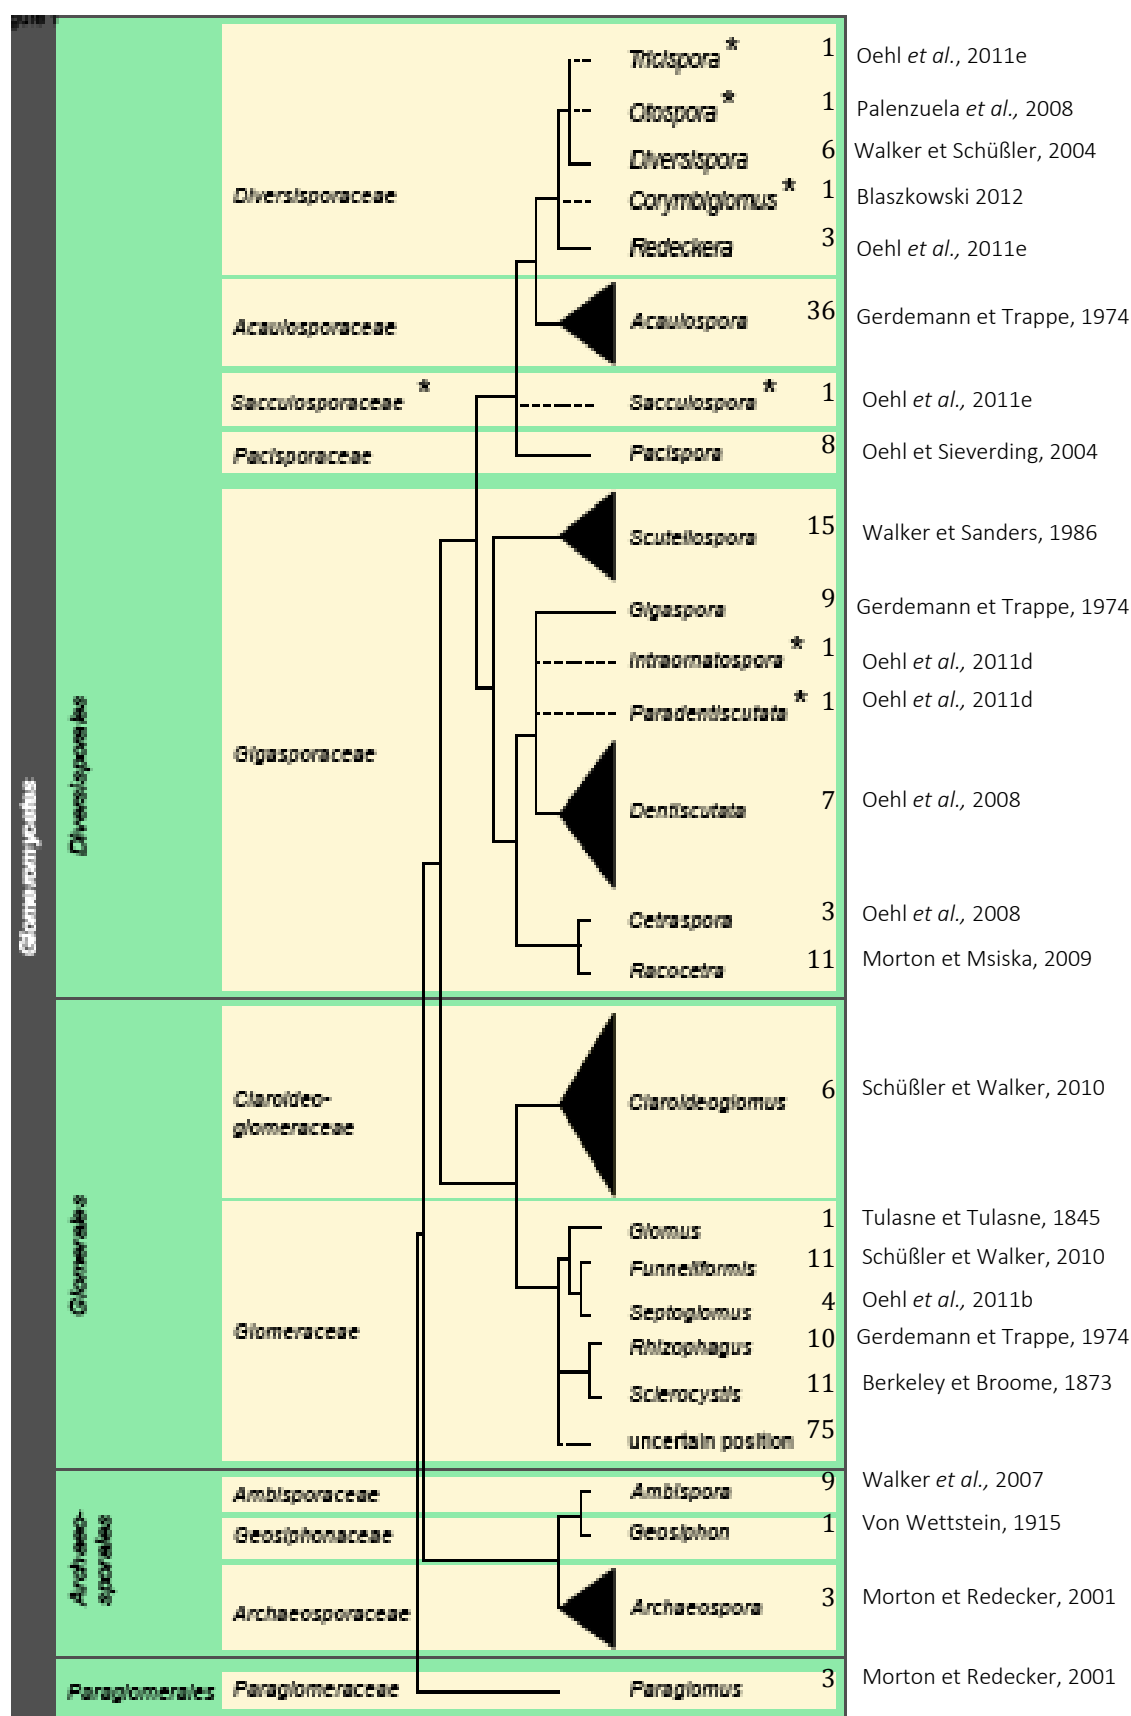 Tricispora * 1 Oehl et al., 2011e
Otospora * 1 Palenzuela et al., 2008
Diversispora 6 Walker et Schüßler, 2004
Diversisporaceae
Corymbiglomus * 1 Blaszkowski 2012
Redeckera 3 Oehl et al., 2011e
Acaulosporaceae Acaulospora 36 Gerdemann et Trappe, 1974
Sacculosporaceae * Sacculospora * 1 Oehl et al., 2011e
Pacisporaceae Pacispora 8 Oehl et Sieverding, 2004
Scutellospora 15 Walker et Sanders, 1986
Gigaspora 9 Gerdemann et Trappe, 1974
Intraornatospora * 1 Oehl et al., 2011d
Paradentiscutata * 1 Oehl et al., 2011d
Diversisporales
Gigasporaceae
Dentiscutata 7 Oehl et al., 2008
Glomeromycetes
Cetraspora 3 Oehl et al., 2008
Racocetra 11 Morton et Msiska, 2009
Claroideo-
glomeraceae
Claroideoglomus 6 Schüßler et Walker, 2010
Glomus 1 Tulasne et Tulasne, 1845
Funneliformis 11 Schüßler et Walker, 2010
Glomerales
Septoglomus 4 Oehl et al., 2011b
Glomeraceae
Rhizophagus 10 Gerdemann et Trappe, 1974
Sclerocystis 11 Berkeley et Broome, 1873
uncertain position 75
Ambisporaceae Ambispora 9 Walker et al., 2007
Geosiphonaceae Geosiphon 1 Von Wettstein, 1915
Archaeo-
sporales
Archaeosporaceae Archaeospora 3 Morton et Redecker, 2001
Paraglomerales Paraglomeraceae Paraglomus 3 Morton et Redecker, 2001